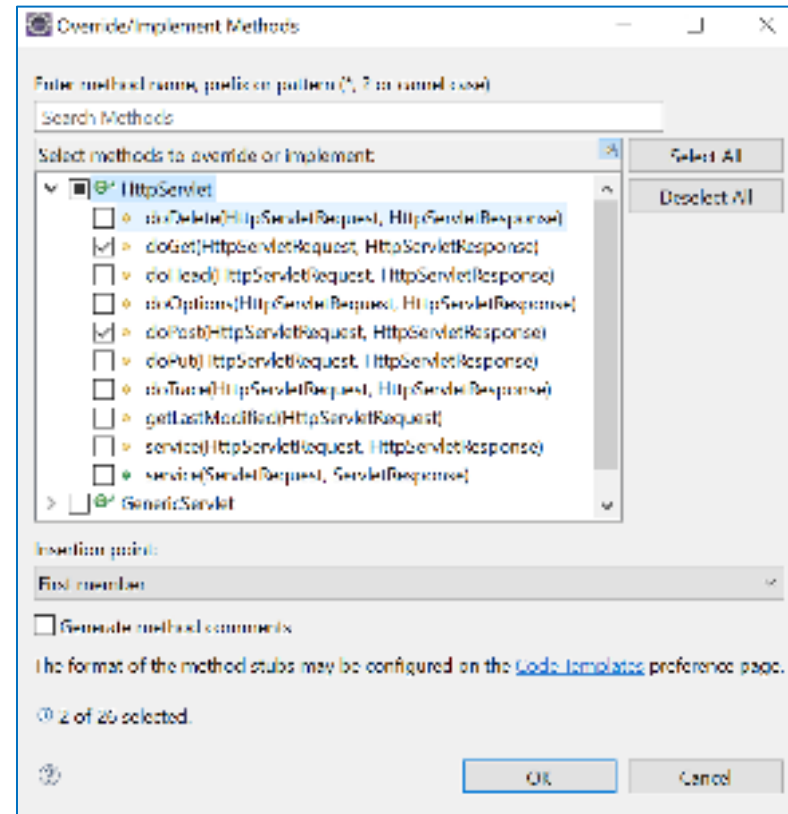 Override/Implement Methods
Enter method name, prefix or pattern (*, ? or camel case)
Search Methods
Select methods to override or implement:
Select All
HttpServlet
Deselect All
doDelete(HttpServletRequest, HttpServletResponse)
doGet(HttpServletRequest, HttpServletResponse)
doHead(HttpServletRequest, HttpServletResponse)
doOptions(HttpServletRequest, HttpServletResponse)
doPost(HttpServletRequest, HttpServletResponse)
doPut(HttpServletRequest, HttpServletResponse)
doTrace(HttpServletRequest, HttpServletResponse)
getLastModified(HttpServletRequest)
service(HttpServletRequest, HttpServletResponse)
service(ServletRequest, ServletResponse)
GenericServlet
Insertion point:
First member
Generate method comments
The format of the method stubs may be configured on the Code Templates preference page.
2 of 26 selected.
OK
Cancel